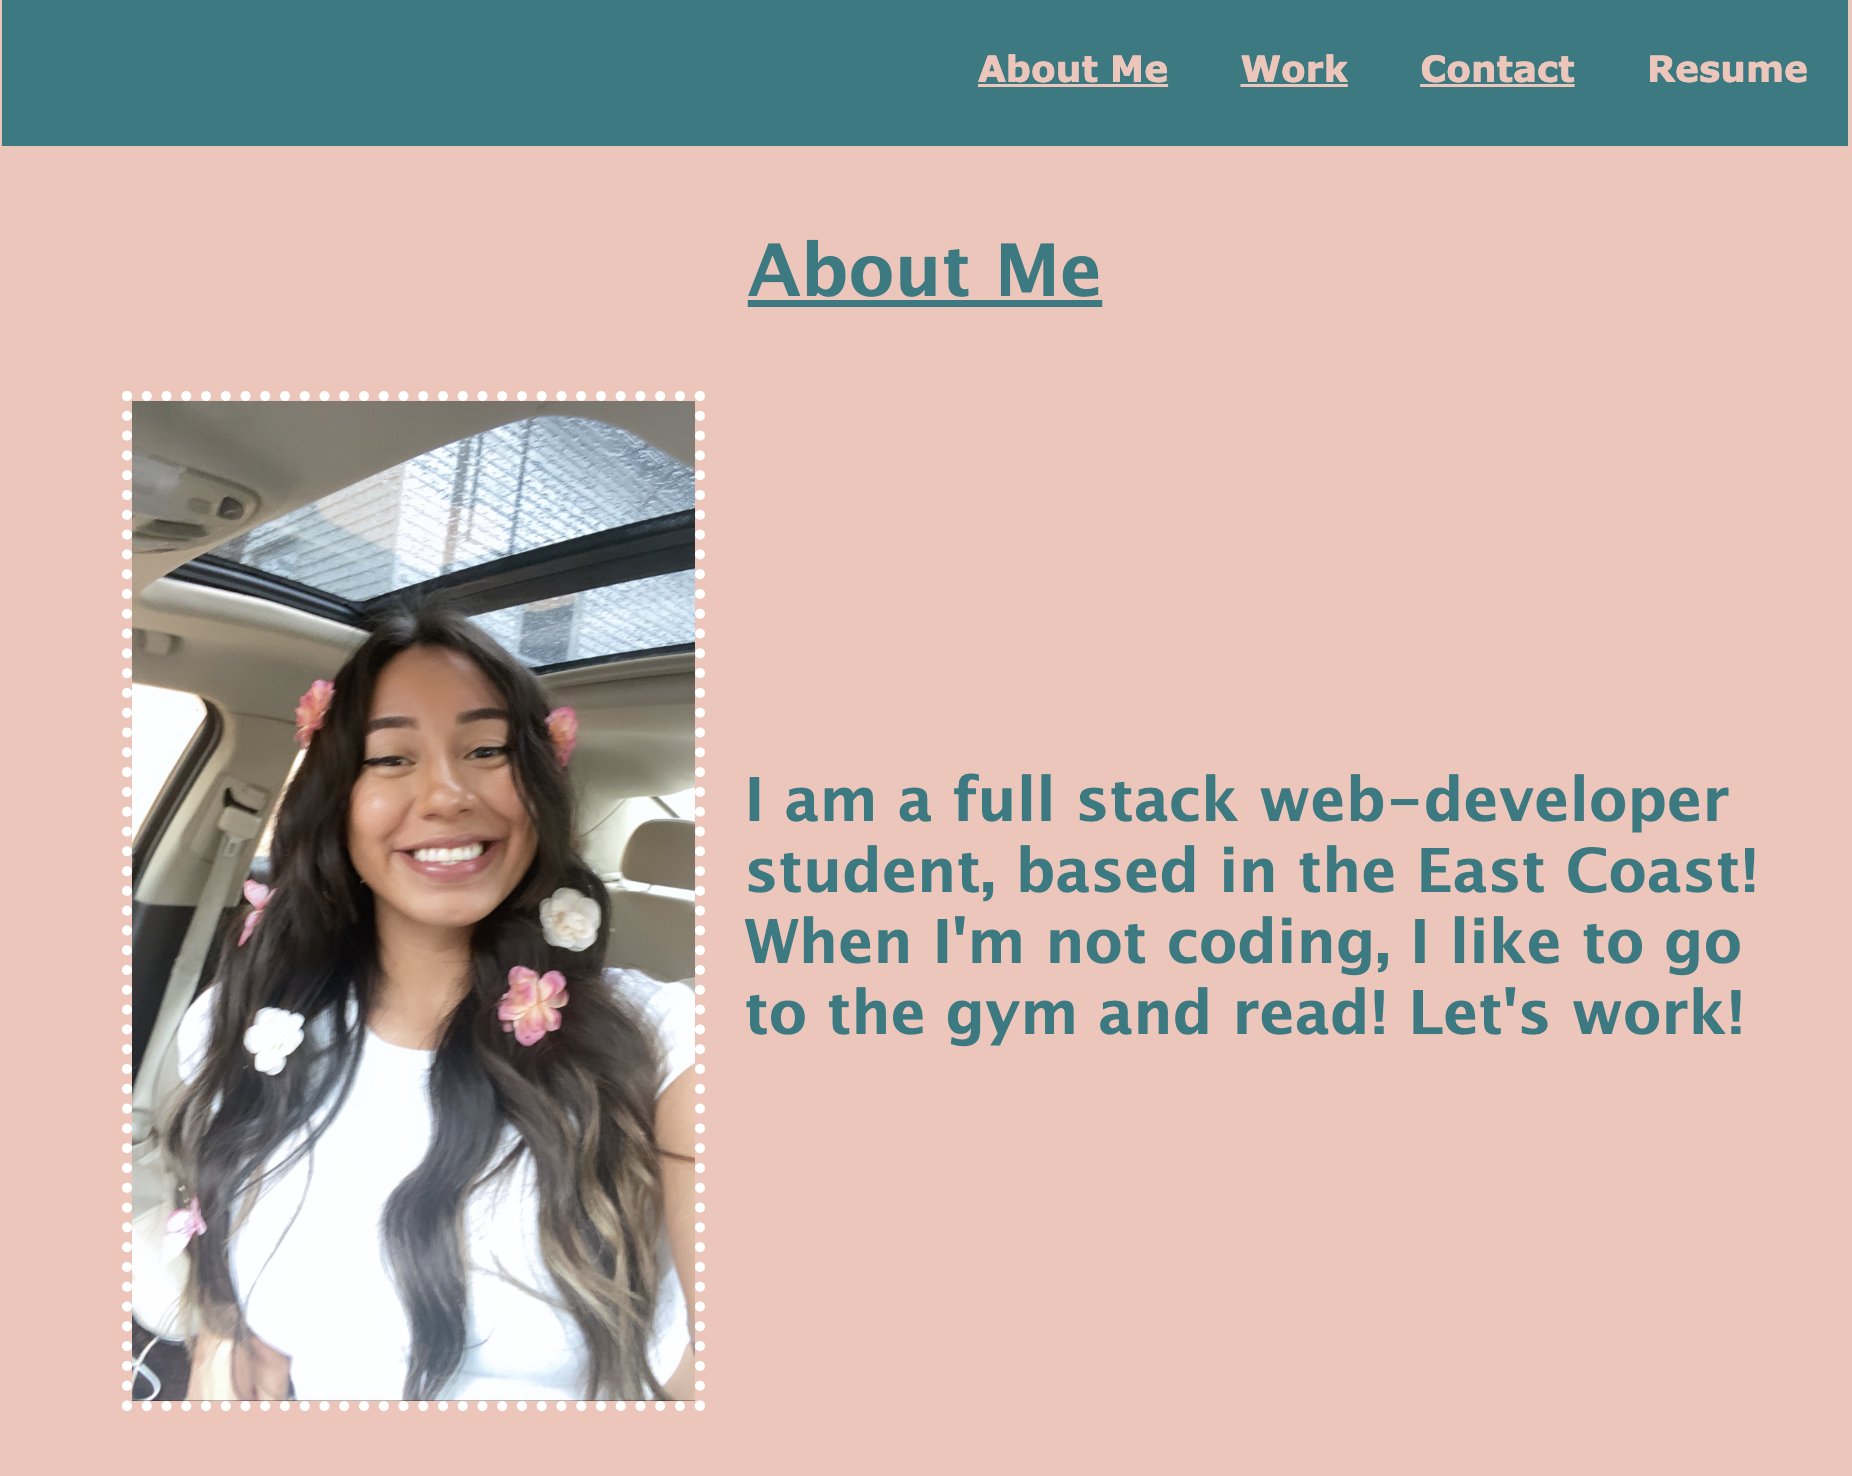 About Me Work Contact Resume
About Me
I am a full stack web-developer
student, based in the East Coast!
When I'm not coding, I like to go
to the gym and read! Let's work!